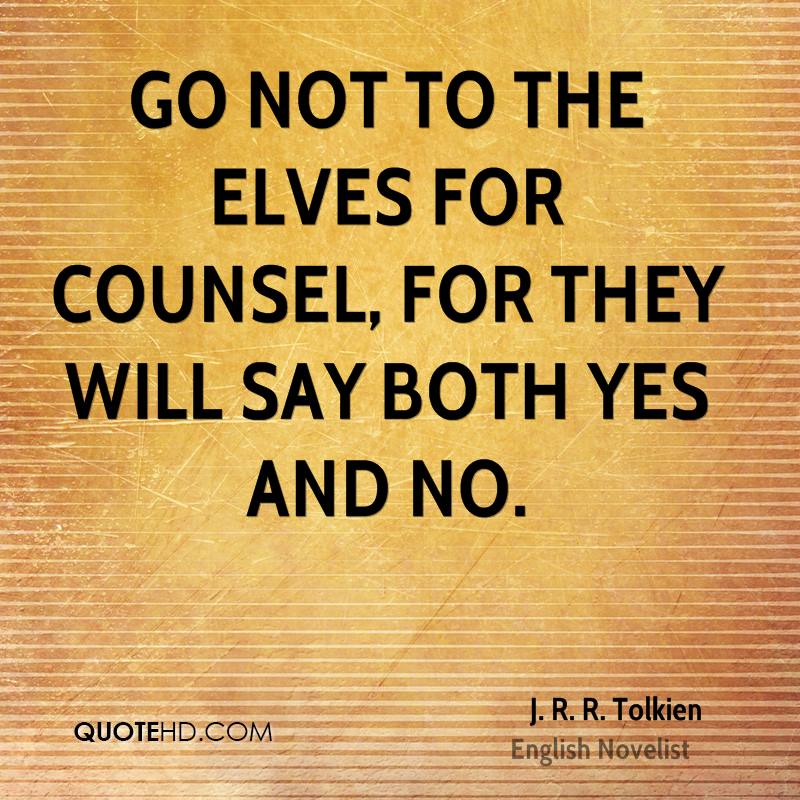 GO NOT TO THE
ELVES FOR
COUNSEL, FOR THEY
WILL SAY BOTH YES
AND NO.
J. R. R. Tolkien
QUOTEHD.COM
English Novelist